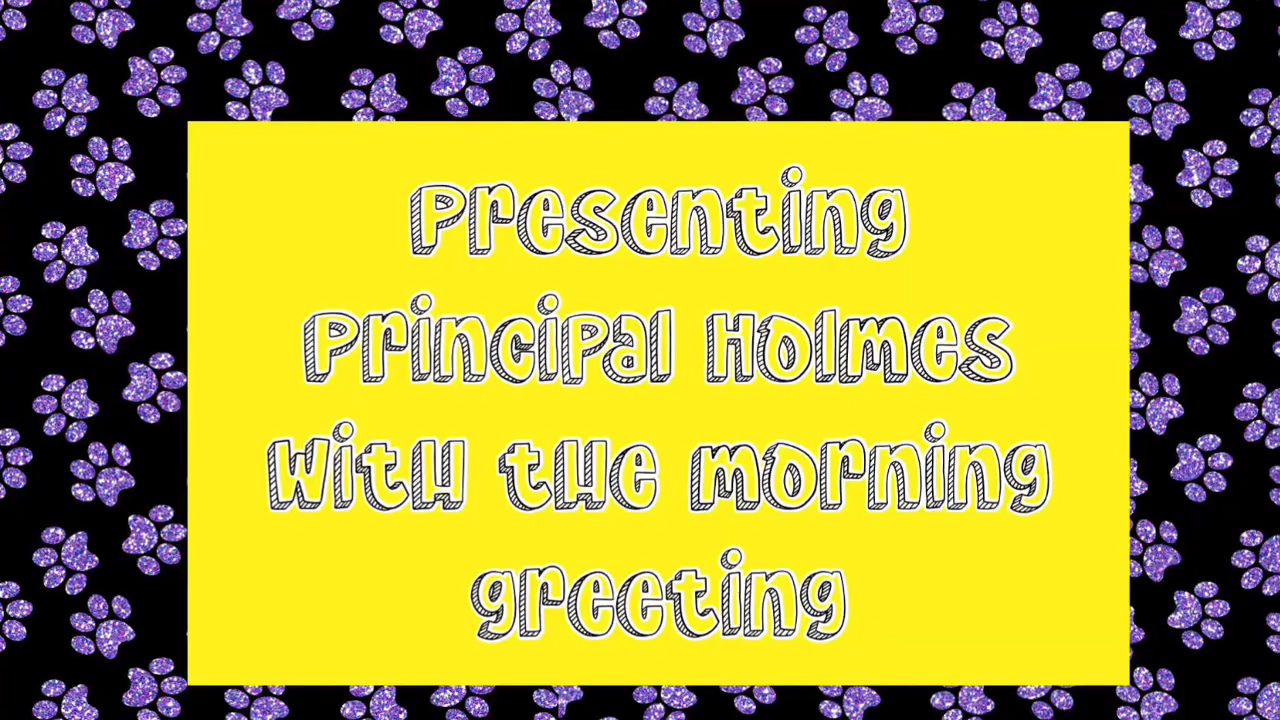 Presenting
Principal Holmes
With the morning
greeting